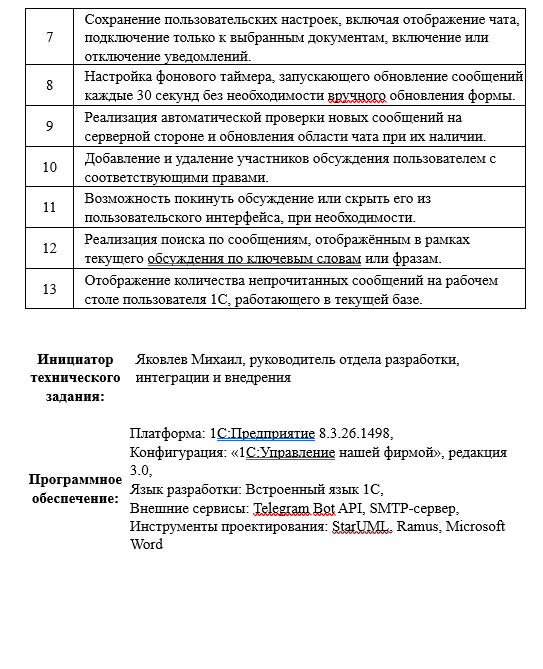 7
Сохранение пользовательских настроек, включая отображение чата,
подключение только к выбранным документам, включение или
отключение уведомлений.
8
Настройка фонового таймера, запускающего обновление сообщений
каждые 30 секунд без необходимости вручного обновления формы.
9
Реализация автоматической проверки новых сообщений на
серверной стороне и обновления области чата при их наличии.
10
Добавление и удаление участников обсуждения пользователем с
соответствующими правами.
11
Возможность покинуть обсуждение или скрыть его из
пользовательского интерфейса, при необходимости.
12
Реализация поиска по сообщениям, отображённым в рамках
текущего обсуждения по ключевым словам или фразам.
13
Отображение количества непрочитанных сообщений на рабочем
столе пользователя 1С, работающего в текущей базе.
Инициатор
технического
задания:
Яковлев Михаил, руководитель отдела разработки,
интеграции и внедрения
Программное
обеспечение:
Платформа: 1С:Предприятие 8.3.26.1498,
Конфигурация: «1С:Управление нашей фирмой», редакция
3.0,
Язык разработки: Встроенный язык 1С,
Внешние сервисы: Telegram Bot API, SMTP-сервер,
Инструменты проектирования: StarUML, Ramus, Microsoft
Word